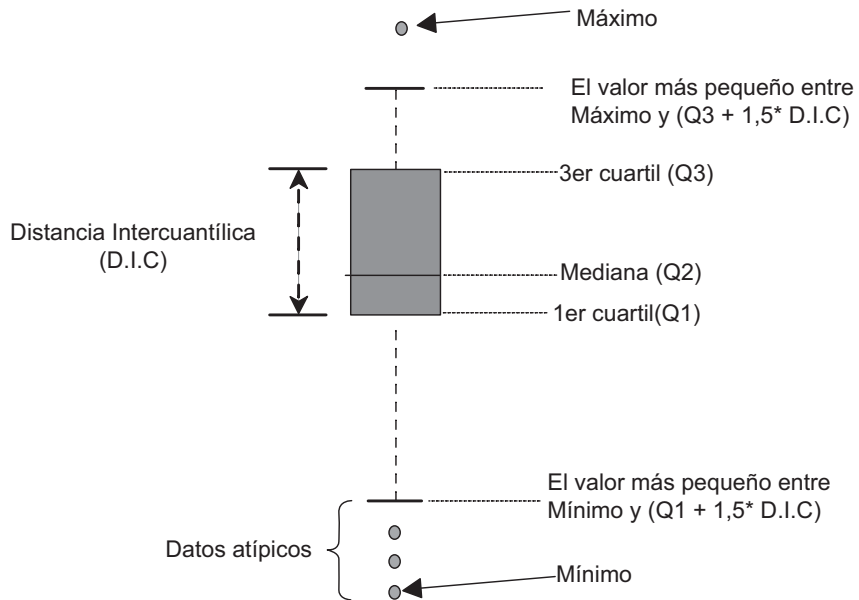 Máximo
El valor más pequeño entre
Máximo y (Q3 + 1,5* D.I.C)
3er cuartil (Q3)
Distancia Intercuantílica
(D.I.C)
Mediana (Q2)
1er cuartil(Q1)
El valor más pequeño entre
Mínimo y (Q1 + 1,5* D.I.C)
Datos atípicos
Mínimo